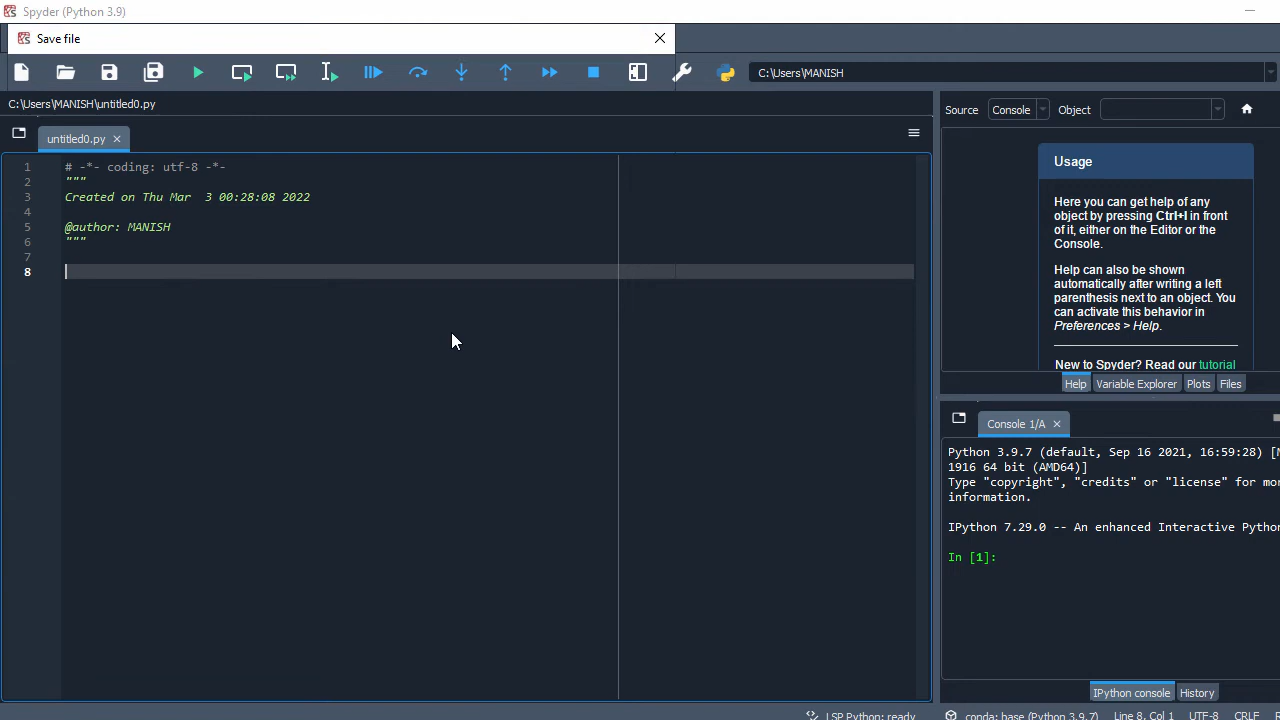 Spyder (Python 3.9)
Save file
C:\Users\MANISH
C:\Users\MANISH\untitled0.py
untitled0.py
1 # -*- coding: utf-8 -*-
2 """
3 Created on Thu Mar  3 00:28:08 2022
4
5 @author: MANISH
6 """
7
8
Source Console Object
Usage
Here you can get help of any
object by pressing Ctrl+I in front
of it, either on the Editor or the
Console.
Help can also be shown
automatically after writing a left
parenthesis next to an object. You
can activate this behavior in
Preferences > Help.
New to Spyder? Read our tutorial
Help Variable Explorer Plots Files
Console 1/A
Python 3.9.7 (default, Sep 16 2021, 16:59:28) [
1916 64 bit (AMD64)]
Type "copyright", "credits" or "license" for
information.
IPython 7.29.0 -- An enhanced Interactive
In [1]:
IPython console History
LSP Python: ready conda: base (Python 3.9.7) Line 8, Col 1 UTF-8 CRLF